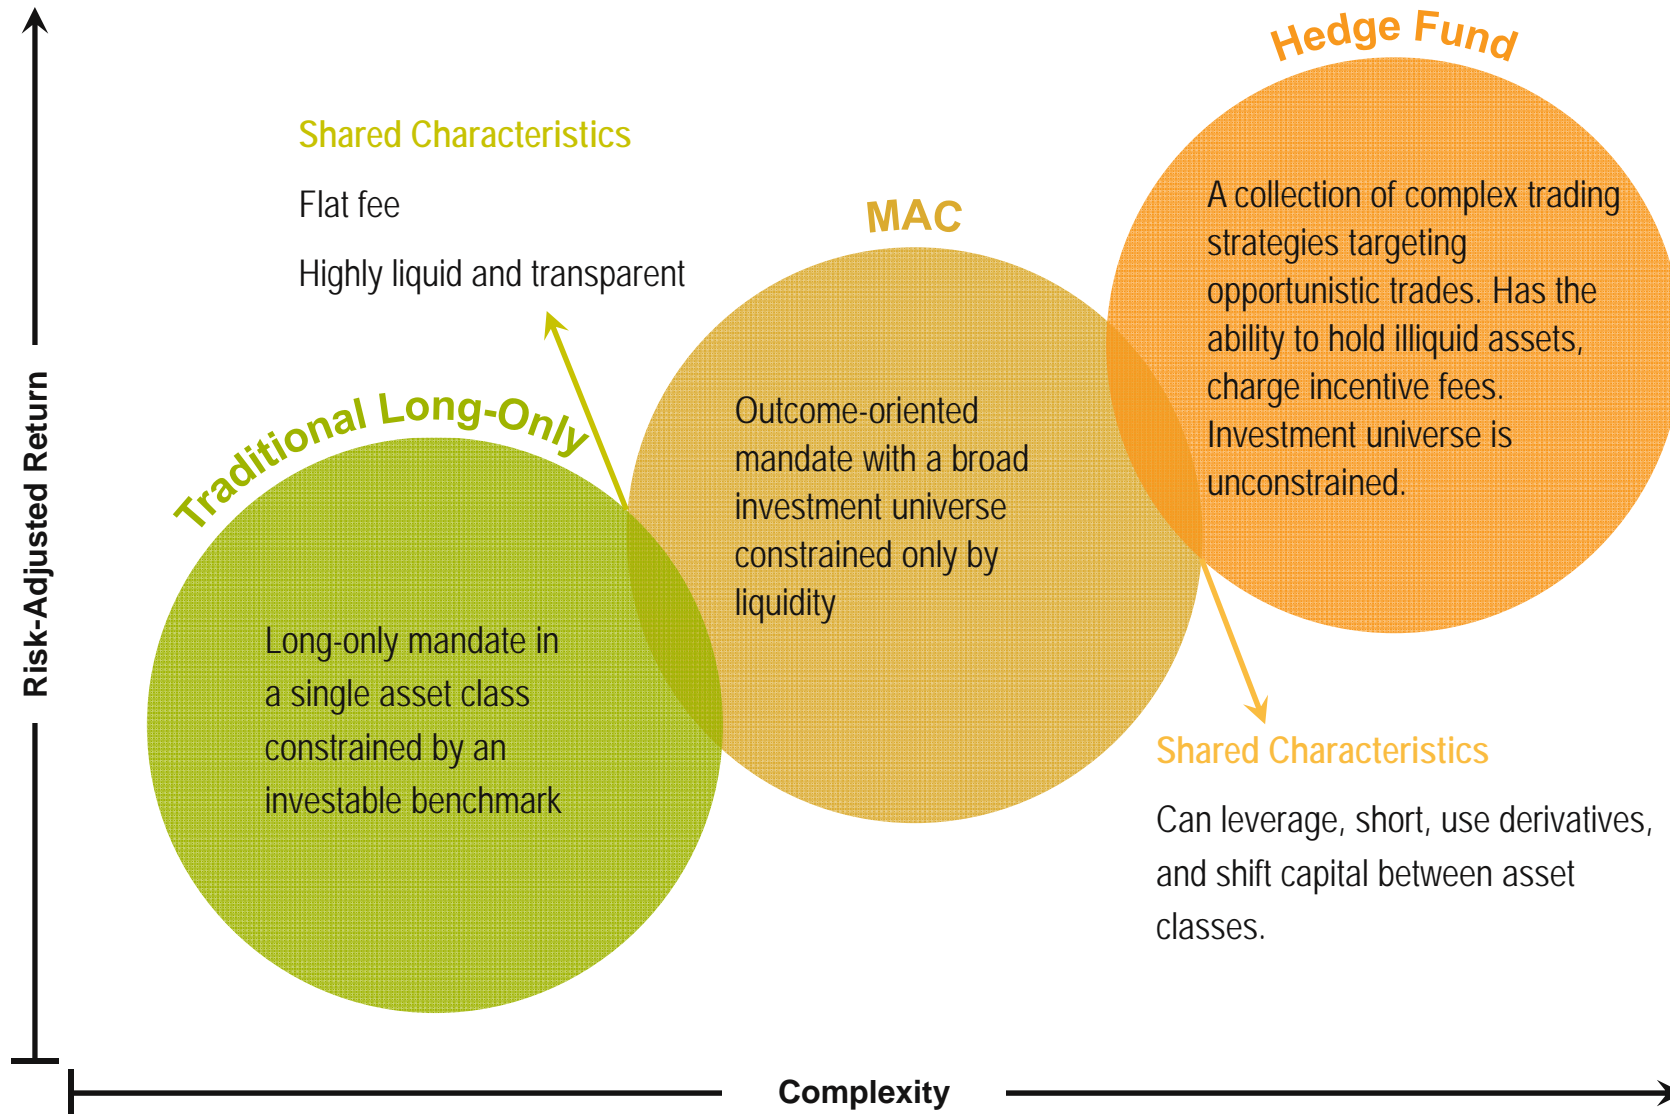 Hedge Fund
Shared Characteristics
Flat fee
Highly liquid and transparent
MAC
A collection of complex trading
strategies targeting
opportunistic trades. Has the
ability to hold illiquid assets,
charge incentive fees.
Investment universe is
unconstrained.
Traditional Long-Only
Outcome-oriented
mandate with a broad
investment universe
constrained only by
liquidity
Long-only mandate in
a single asset class
constrained by an
investable benchmark
Shared Characteristics
Can leverage, short, use derivatives,
and shift capital between asset
classes.
Risk-Adjusted Return
Complexity